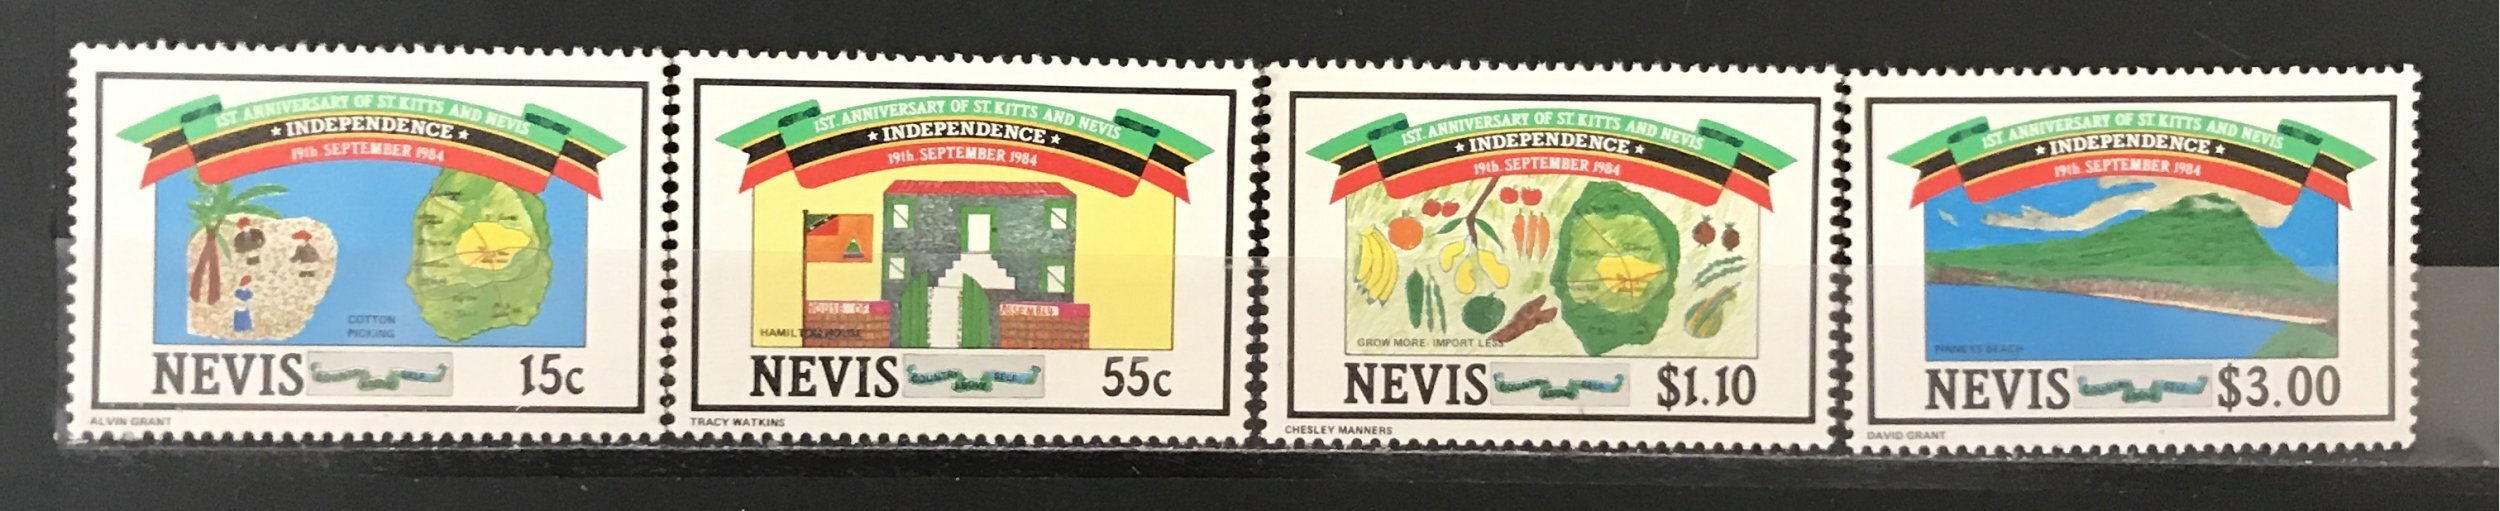 1ST ANNIVERSARY OF ST. KITTS AND NEVIS
★ INDEPENDENCE ★
19th. SEPTEMBER 1984
COTTON
PICKING
NEVIS 15c
ALVIN GRANT
1ST ANNIVERSARY OF ST. KITTS AND NEVIS
★ INDEPENDENCE ★
19th. SEPTEMBER 1984
HOUSE OF ASSEMBLY
HAMILTON HOUSE
NEVIS COUNTRY ABOVE SELF 55c
TRACY WATKINS
1ST ANNIVERSARY OF ST. KITTS AND NEVIS
★ INDEPENDENCE ★
19th. SEPTEMBER 1984
GROW MORE IMPORT LESS
NEVIS $1.10
CHESLEY MANNERS
1ST ANNIVERSARY OF ST. KITTS AND NEVIS
★ INDEPENDENCE ★
19th. SEPTEMBER 1984
PINNEYS BEACH
NEVIS $3.00
DAVID GRANT